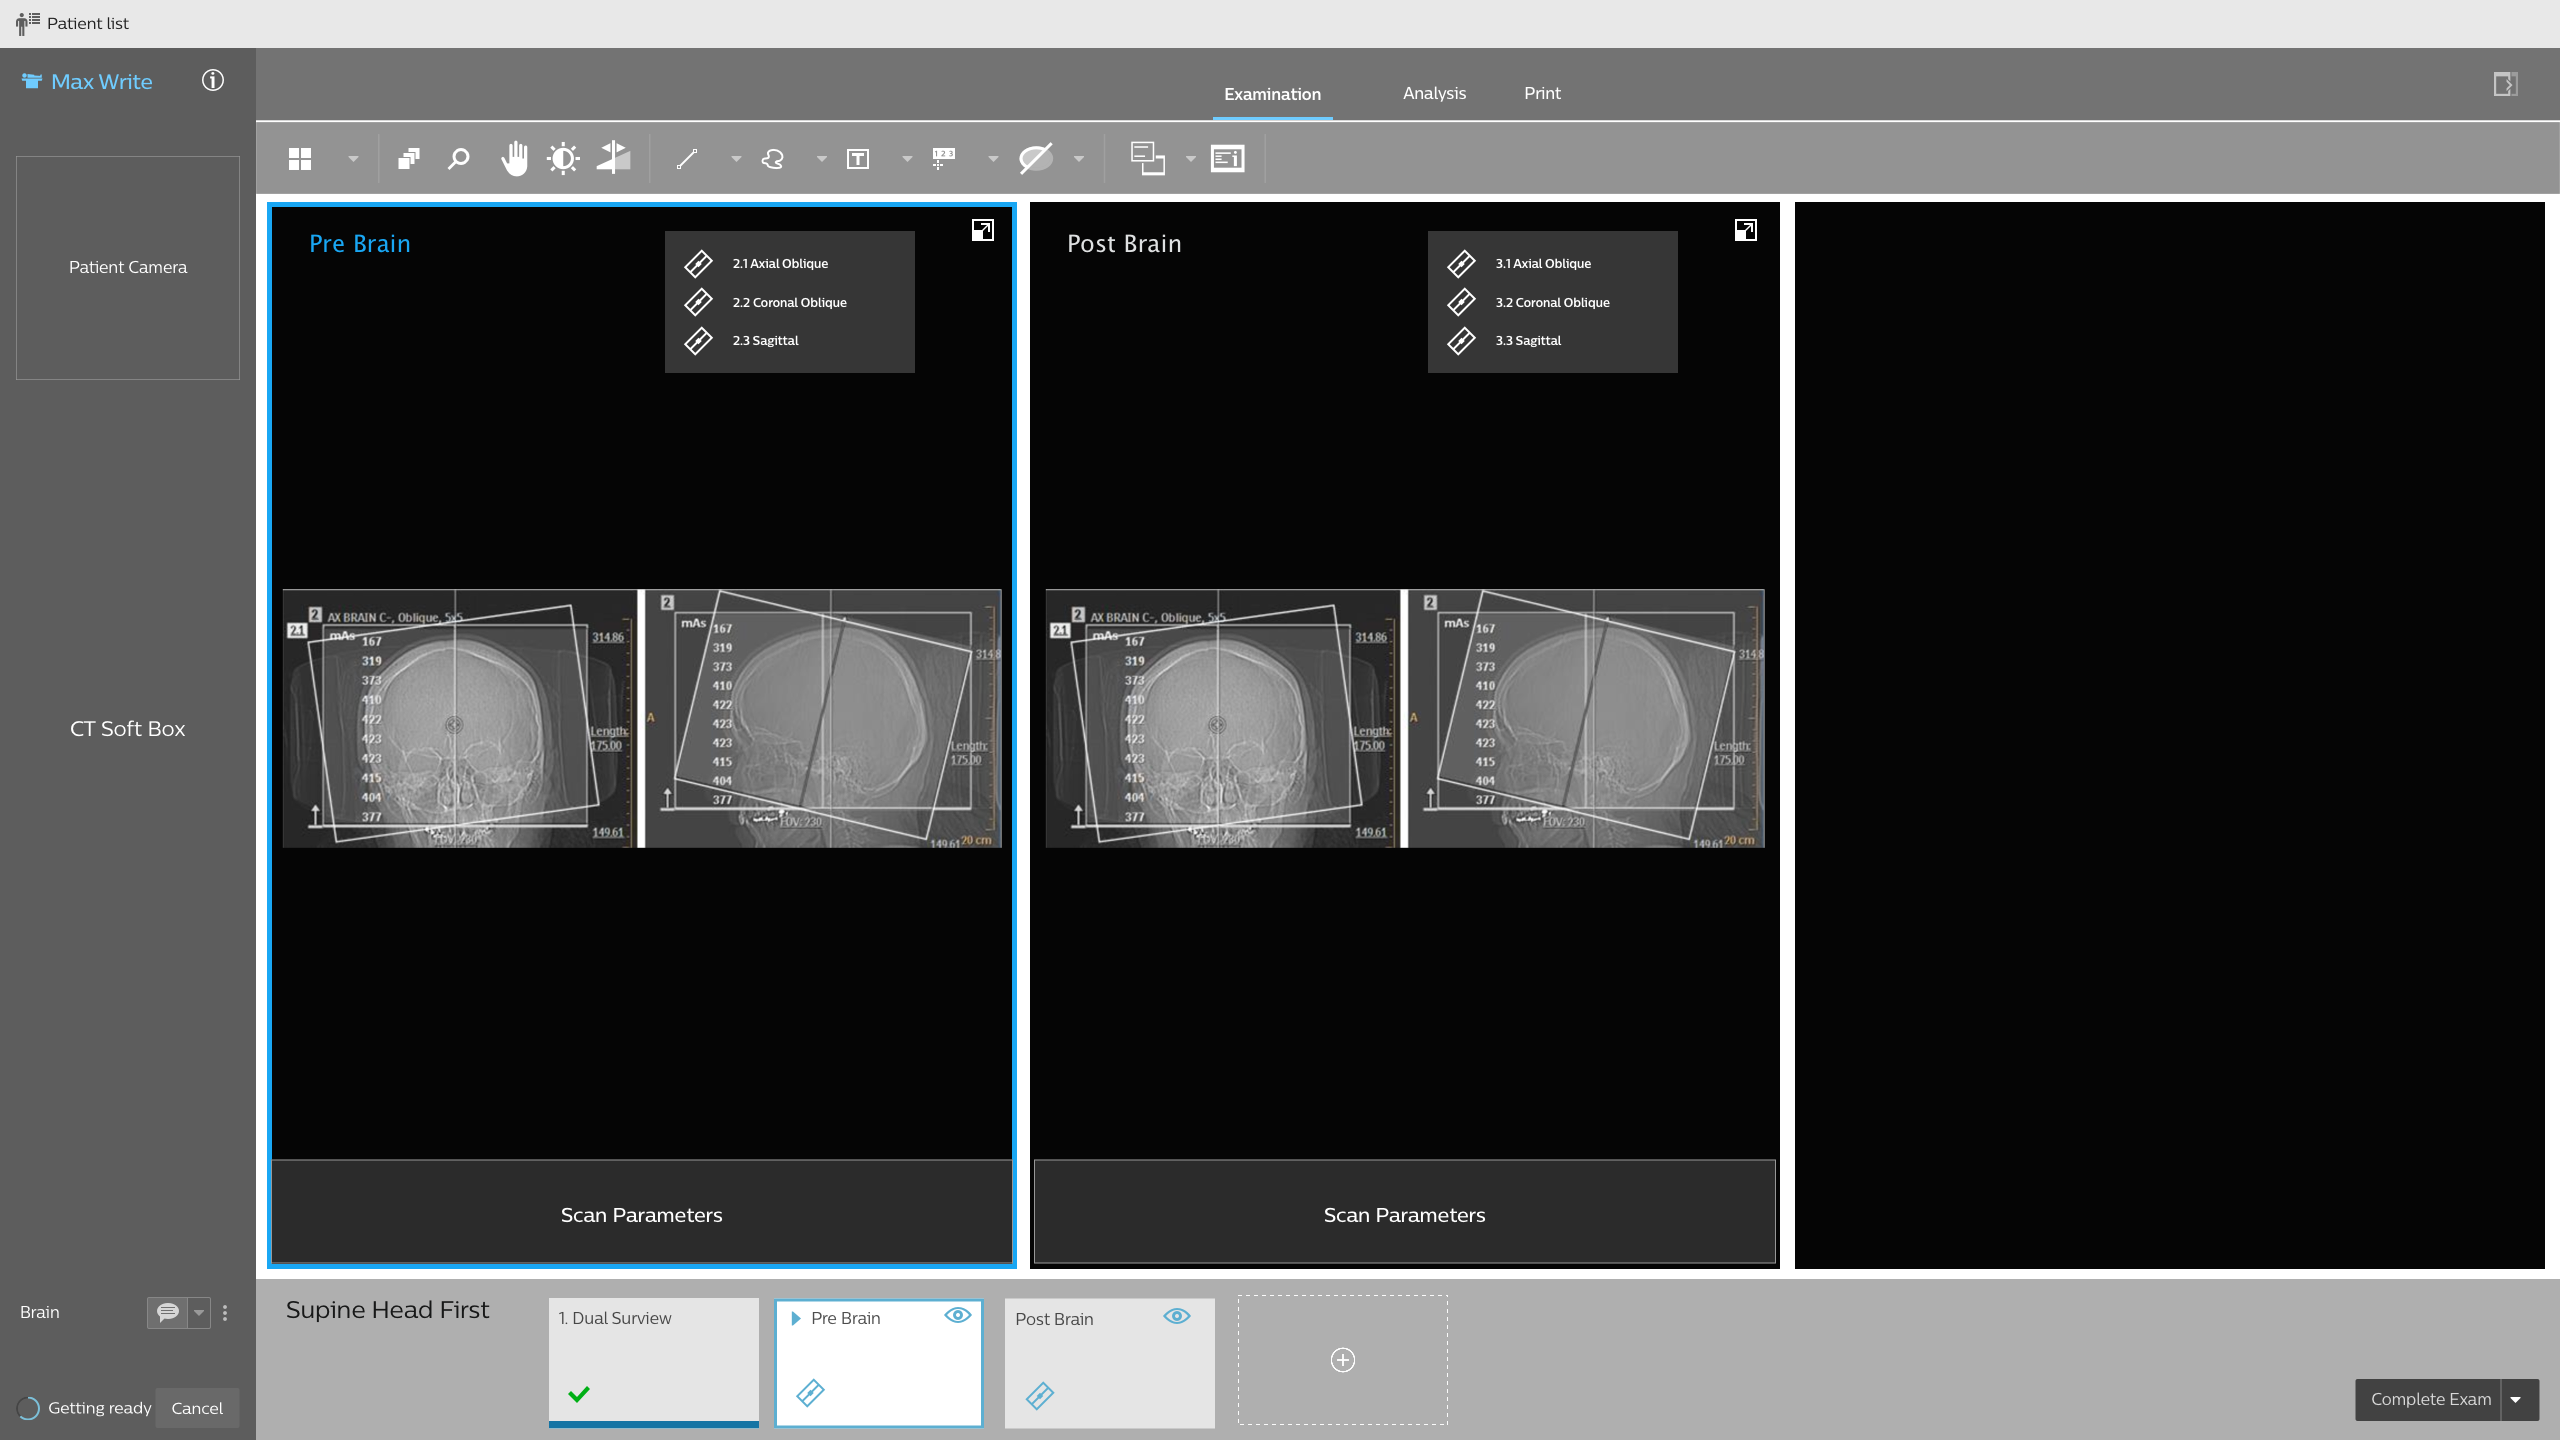 Patient list
Max Write
Examination
Analysis
Print
Patient Camera
CT Soft Box
Pre Brain
2.1 Axial Oblique
2.2 Coronal Oblique
2.3 Sagittal
2 AX BRAIN C-, Oblique, 5x5
2.1
mAs
167
319
373
410
422
423
423
415
404
377
314.86
Length:
175.00
149.61
2
mAs
167
319
373
410
422
423
423
415
404
377
A
314.8
Length:
175.00
FOV: 230
149.61
20 cm
Scan Parameters
Post Brain
3.1 Axial Oblique
3.2 Coronal Oblique
3.3 Sagittal
2 AX BRAIN C-, Oblique, 5x5
2.1
mAs
167
319
373
410
422
423
423
415
404
377
314.86
Length:
175.00
149.61
2
mAs
167
319
373
410
422
423
423
415
404
377
A
314.8
Length:
175.00
FOV: 230
149.61
20 cm
Scan Parameters
Brain
Getting ready
Cancel
Supine Head First
1. Dual Surview
Pre Brain
Post Brain
Complete Exam